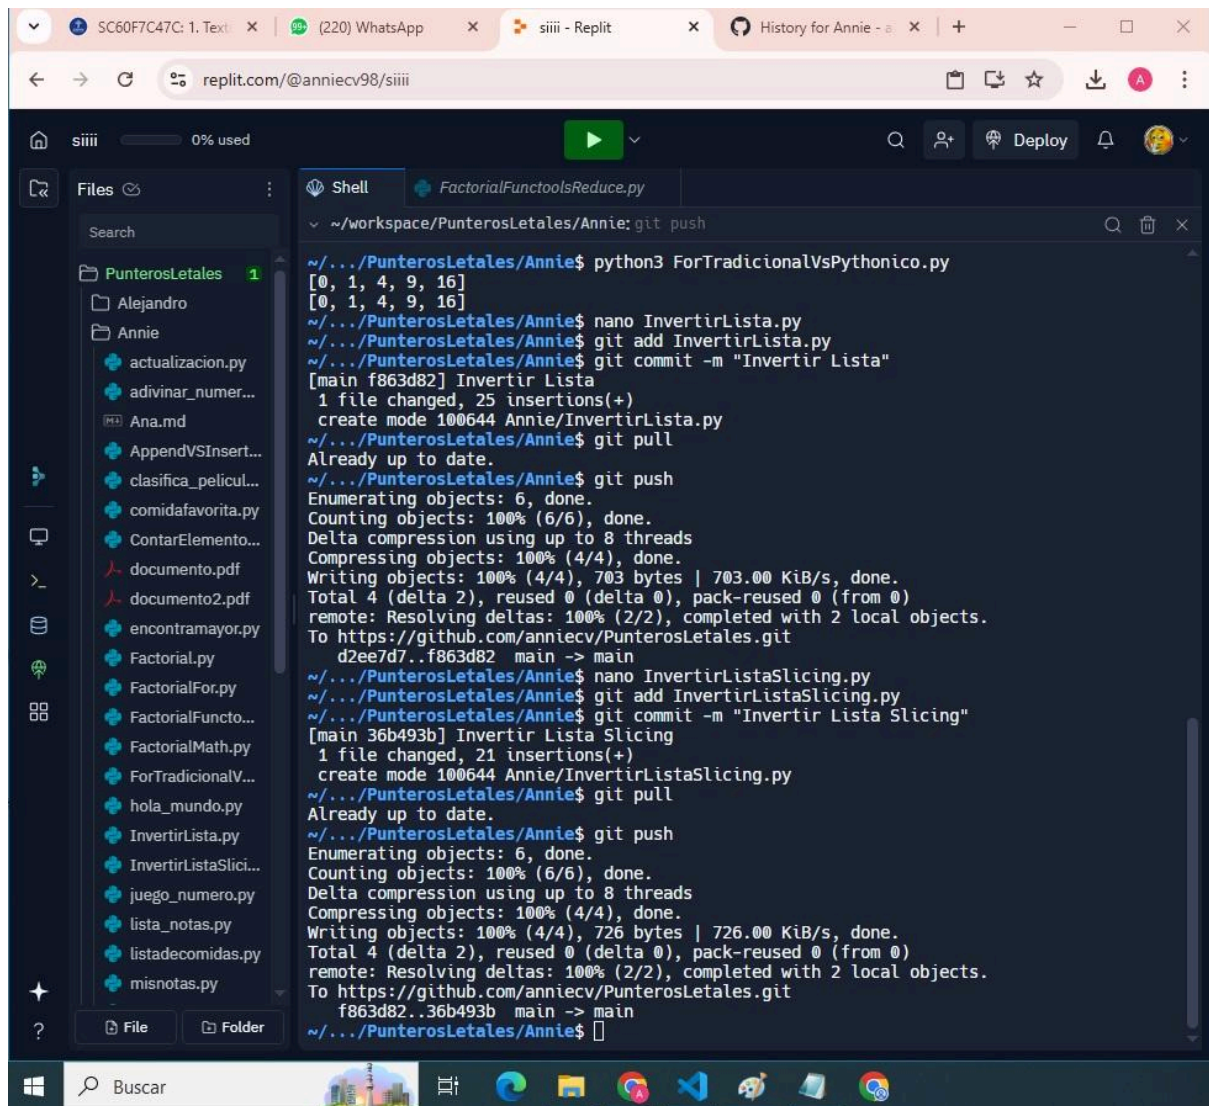 SC60F7C47C: 1. Text
99+ (220) WhatsApp
siiii - Replit
History for Annie - a
replit.com/@anniecv98/siiii
A
siiii 0% used
Deploy
Files
Search
PunterosLetales 1
Alejandro
Annie
actualizacion.py
adivinar_numer...
Ana.md
AppendVSInsert...
clasifica_pelicul...
comidafavorita.py
ContarElemento...
documento.pdf
documento2.pdf
encontramayor.py
Factorial.py
FactorialFor.py
FactorialFuncto...
FactorialMath.py
ForTradicionalV...
hola_mundo.py
InvertirLista.py
InvertirListaSlici...
juego_numero.py
lista_notas.py
listadecomidas.py
misnotas.py
File Folder
Shell FactorialFunctoolsReduce.py
~/workspace/PunterosLetales/Annie: git push
~/.../PunterosLetales/Annie$ python3 ForTradicionalVsPythonico.py
[0, 1, 4, 9, 16]
[0, 1, 4, 9, 16]
~/.../PunterosLetales/Annie$ nano InvertirLista.py
~/.../PunterosLetales/Annie$ git add InvertirLista.py
~/.../PunterosLetales/Annie$ git commit -m "Invertir Lista"
[main f863d82] Invertir Lista
1 file changed, 25 insertions(+)
create mode 100644 Annie/InvertirLista.py
~/.../PunterosLetales/Annie$ git pull
Already up to date.
~/.../PunterosLetales/Annie$ git push
Enumerating objects: 6, done.
Counting objects: 100% (6/6), done.
Delta compression using up to 8 threads
Compressing objects: 100% (4/4), done.
Writing objects: 100% (4/4), 703 bytes | 703.00 KiB/s, done.
Total 4 (delta 2), reused 0 (delta 0), pack-reused 0 (from 0)
remote: Resolving deltas: 100% (2/2), completed with 2 local objects.
To https://github.com/anniecv/PunterosLetales.git
d2ee7d7..f863d82 main -> main
~/.../PunterosLetales/Annie$ nano InvertirListaSlicing.py
~/.../PunterosLetales/Annie$ git add InvertirListaSlicing.py
~/.../PunterosLetales/Annie$ git commit -m "Invertir Lista Slicing"
[main 36b493b] Invertir Lista Slicing
1 file changed, 21 insertions(+)
create mode 100644 Annie/InvertirListaSlicing.py
~/.../PunterosLetales/Annie$ git pull
Already up to date.
~/.../PunterosLetales/Annie$ git push
Enumerating objects: 6, done.
Counting objects: 100% (6/6), done.
Delta compression using up to 8 threads
Compressing objects: 100% (4/4), done.
Writing objects: 100% (4/4), 726 bytes | 726.00 KiB/s, done.
Total 4 (delta 2), reused 0 (delta 0), pack-reused 0 (from 0)
remote: Resolving deltas: 100% (2/2), completed with 2 local objects.
To https://github.com/anniecv/PunterosLetales.git
f863d82..36b493b main -> main
~/.../PunterosLetales/Annie$
Buscar